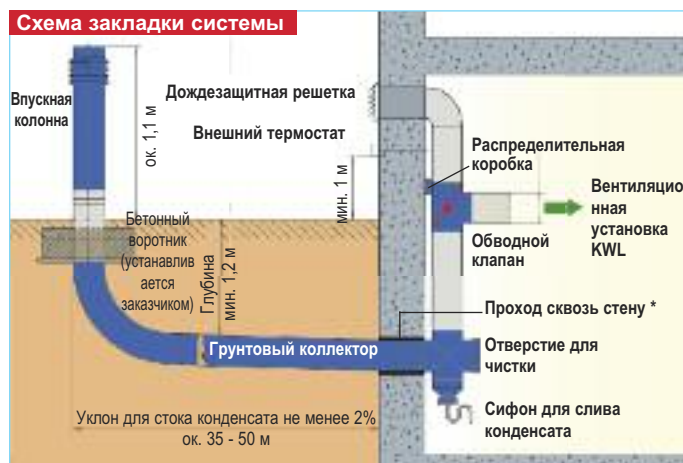 Схема закладки системы
Впускная
колонна
ок. 1,1 м
Дождезащитная решетка
Внешний термостат
мин. 1 м
Распределительная
коробка
Вентиляцио
нная
установка
KWL
Обводной
клапан
Бетонный
воротник
(устанавлив
ается
заказчиком)
Глубина
мин. 1,2 м
Проход сквозь стену *
Грунтовый коллектор
Отверстие для
чистки
Уклон для стока конденсата не менее 2%
ок. 35 - 50 м
Сифон для слива
конденсата